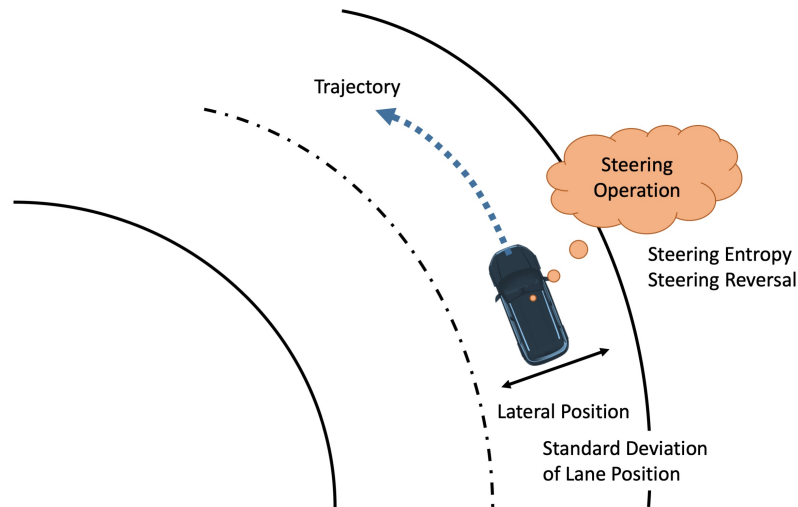 Trajectory
Steering
Operation
Steering Entropy
Steering Reversal
Lateral Position
Standard Deviation
of Lane Position